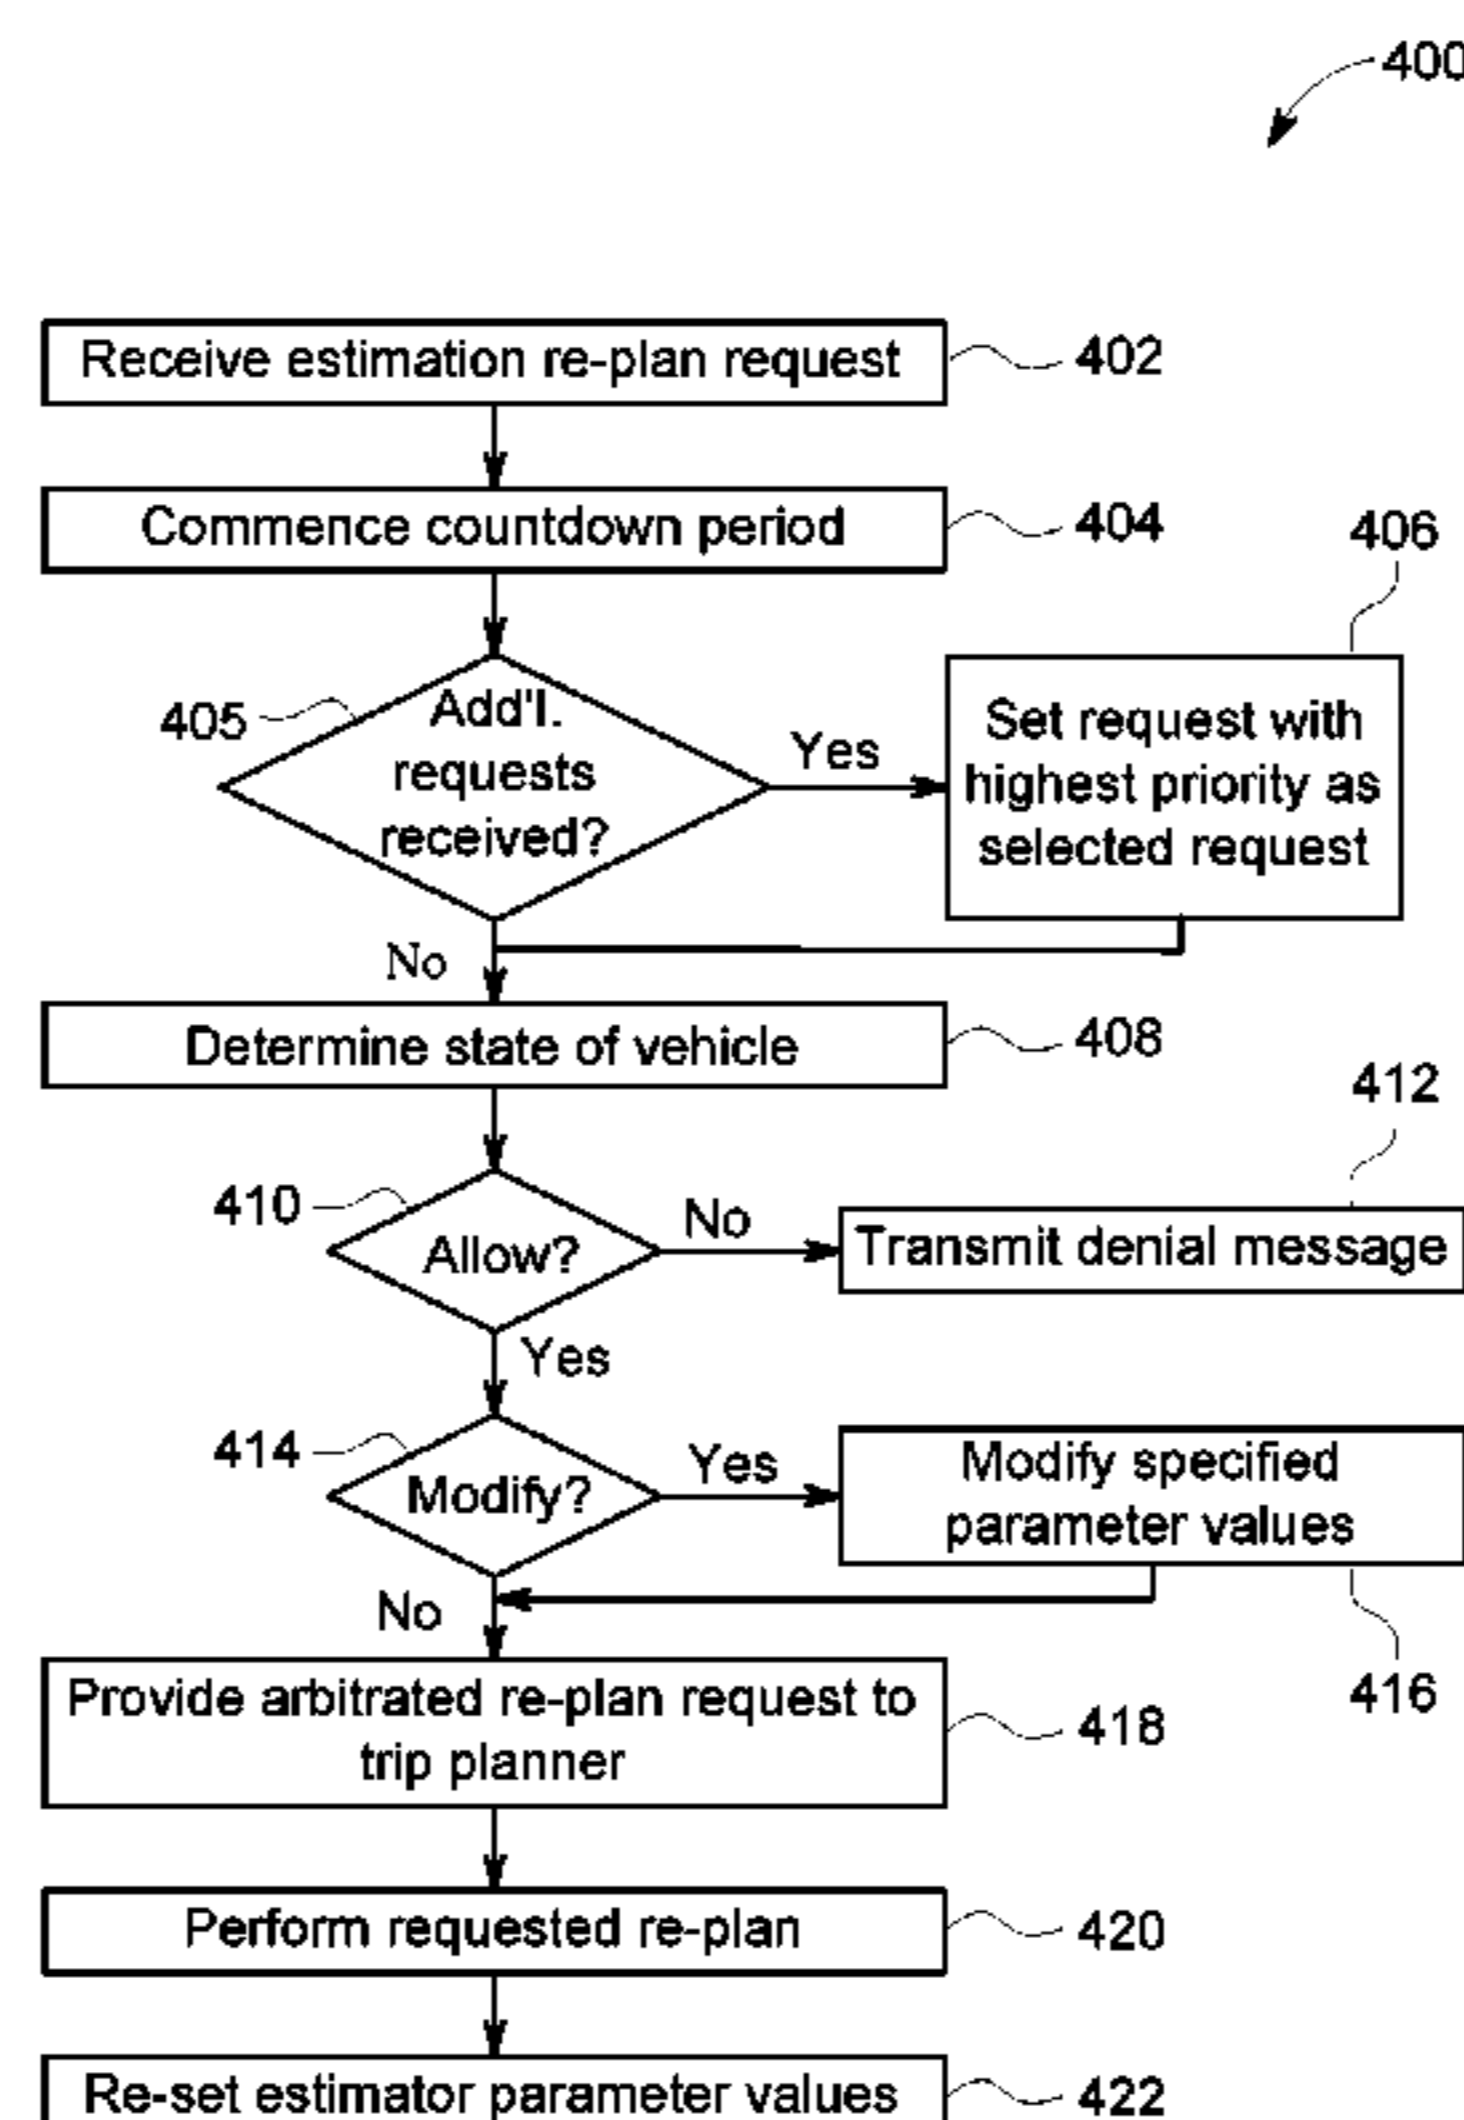 400
Receive estimation re-plan request
402
Commence countdown period
404
406
405
Add'l.
requests
received?
Yes
Set request with
highest priority as
selected request
No
Determine state of vehicle
408
412
410
Allow?
No
Transmit denial message
Yes
414
Modify?
Yes
Modify specified
parameter values
No
416
Provide arbitrated re-plan request to
trip planner
418
Perform requested re-plan
420
Re-set estimator parameter values
422